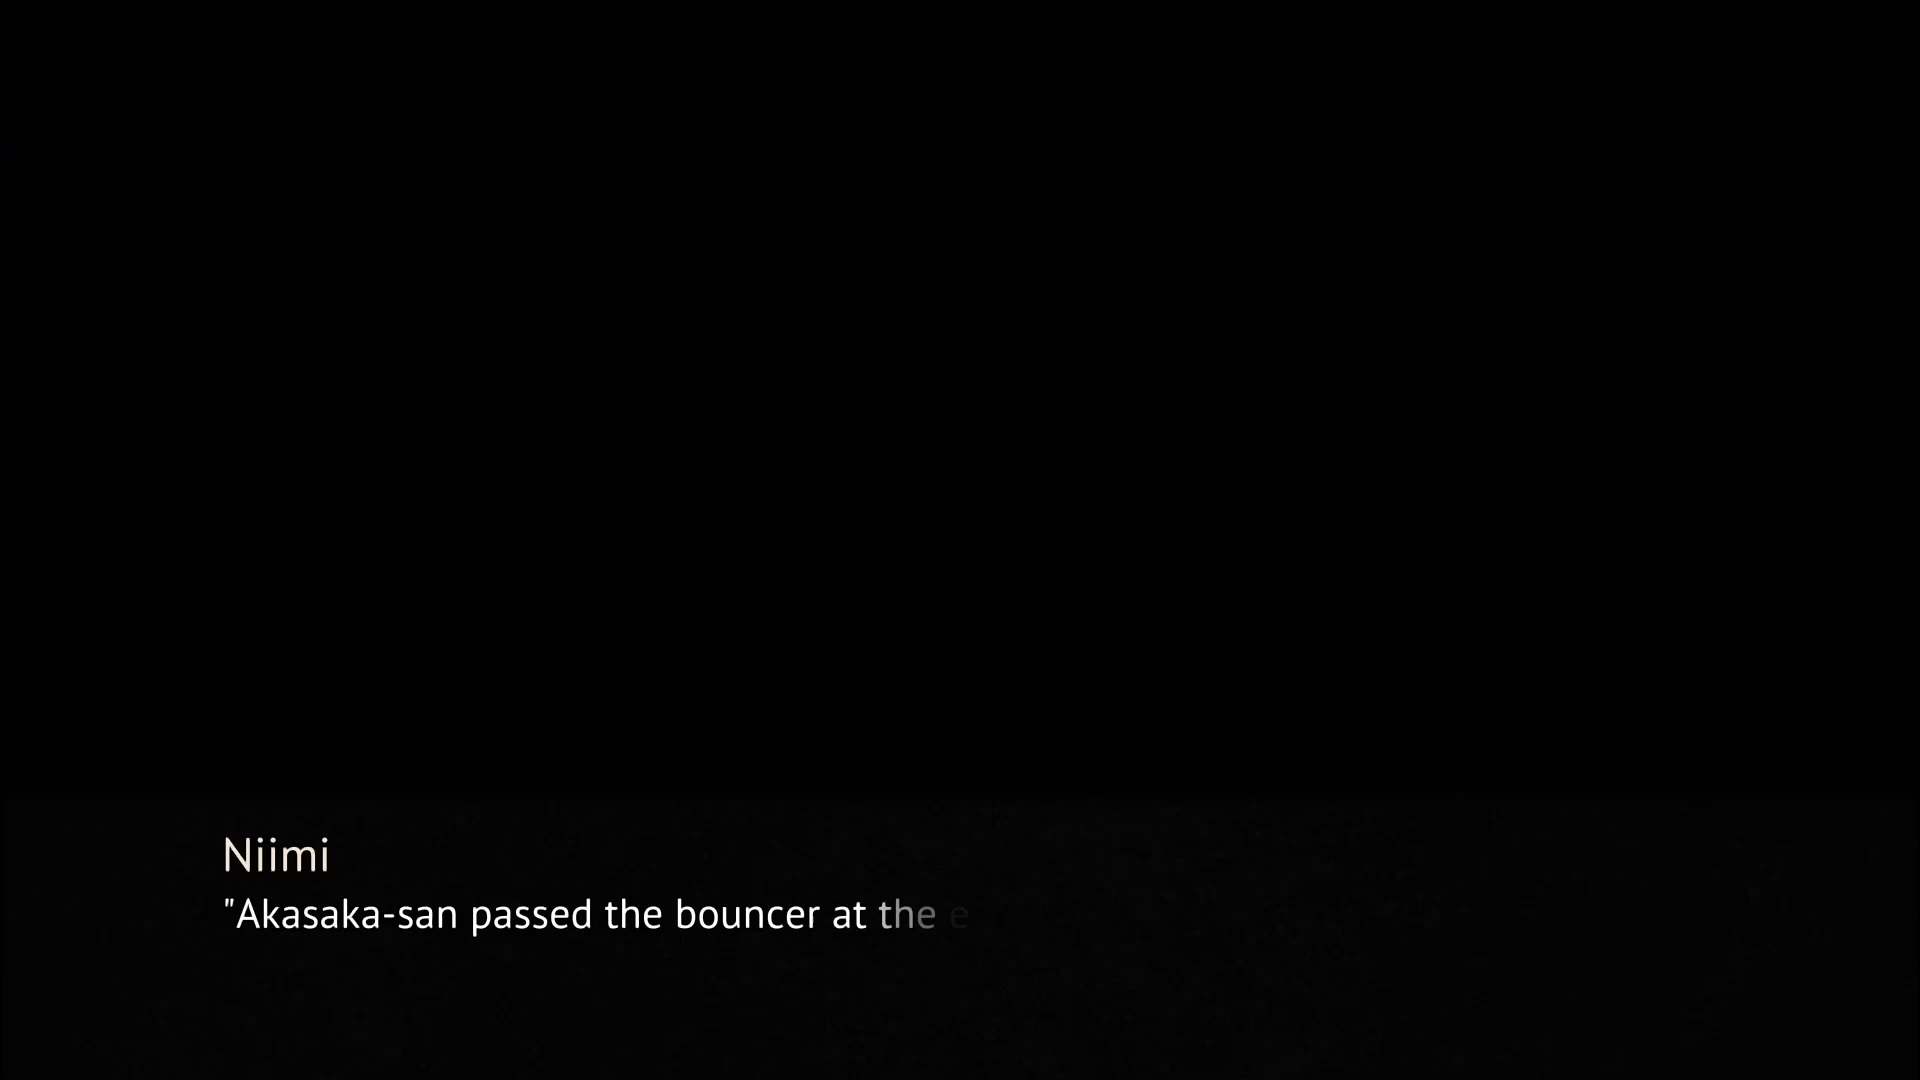 Niimi
"Akasaka-san passed the bouncer at the e